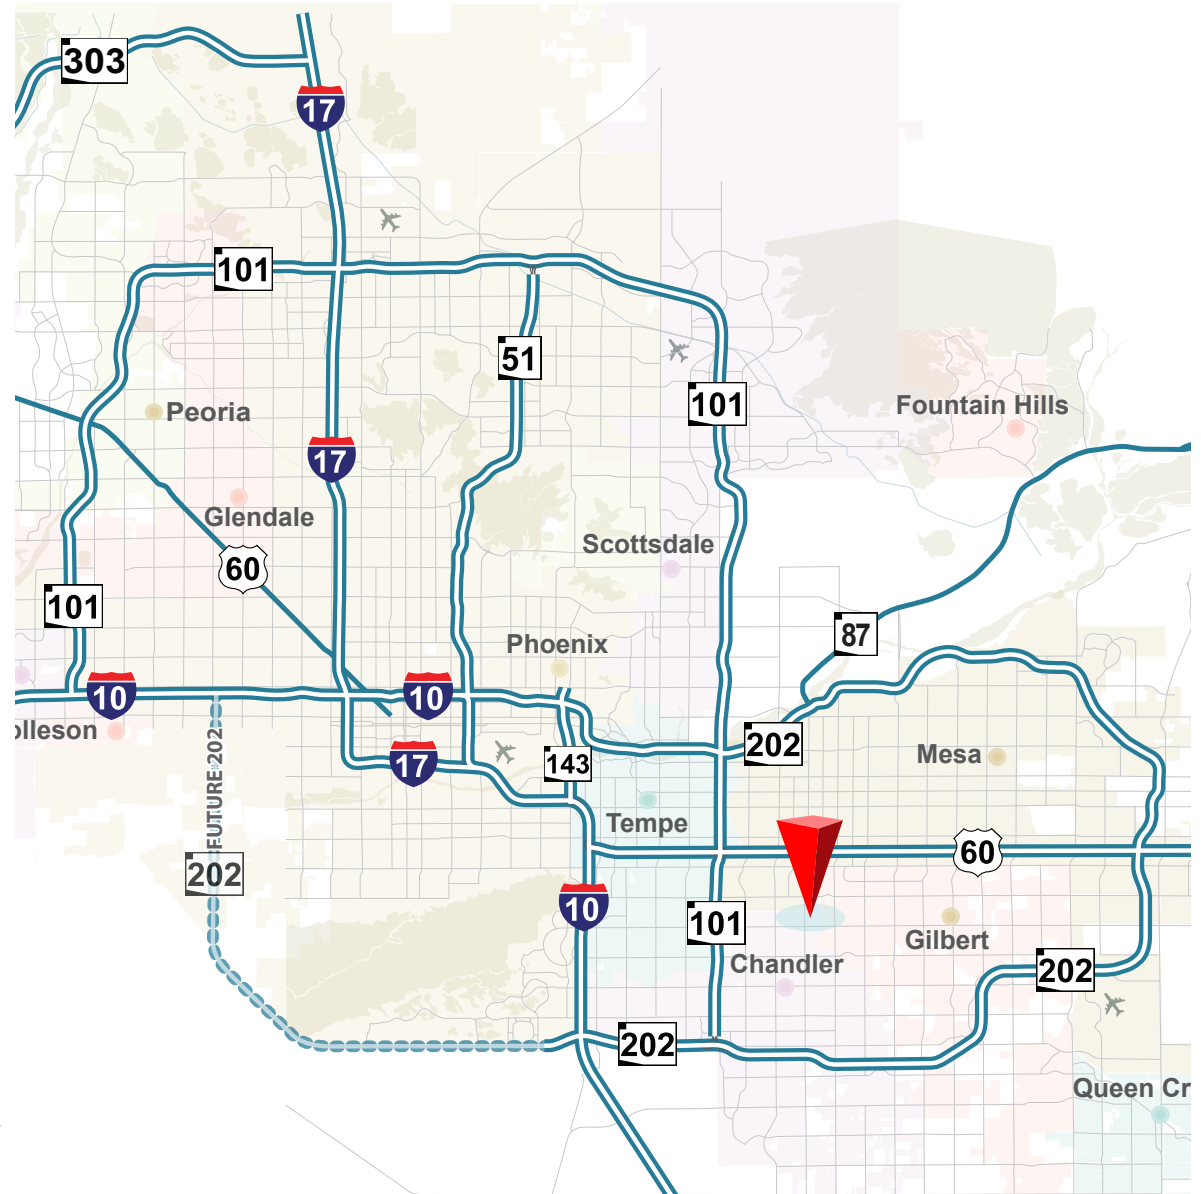 303
17
101
51
101
Peoria
Fountain Hills
17
Glendale
Scottsdale
60
101
87
Phoenix
10
10
olleson
202
Mesa
143
17
FUTURE 202
Tempe
60
202
10
101
Gilbert
Chandler
202
202
Queen Cr